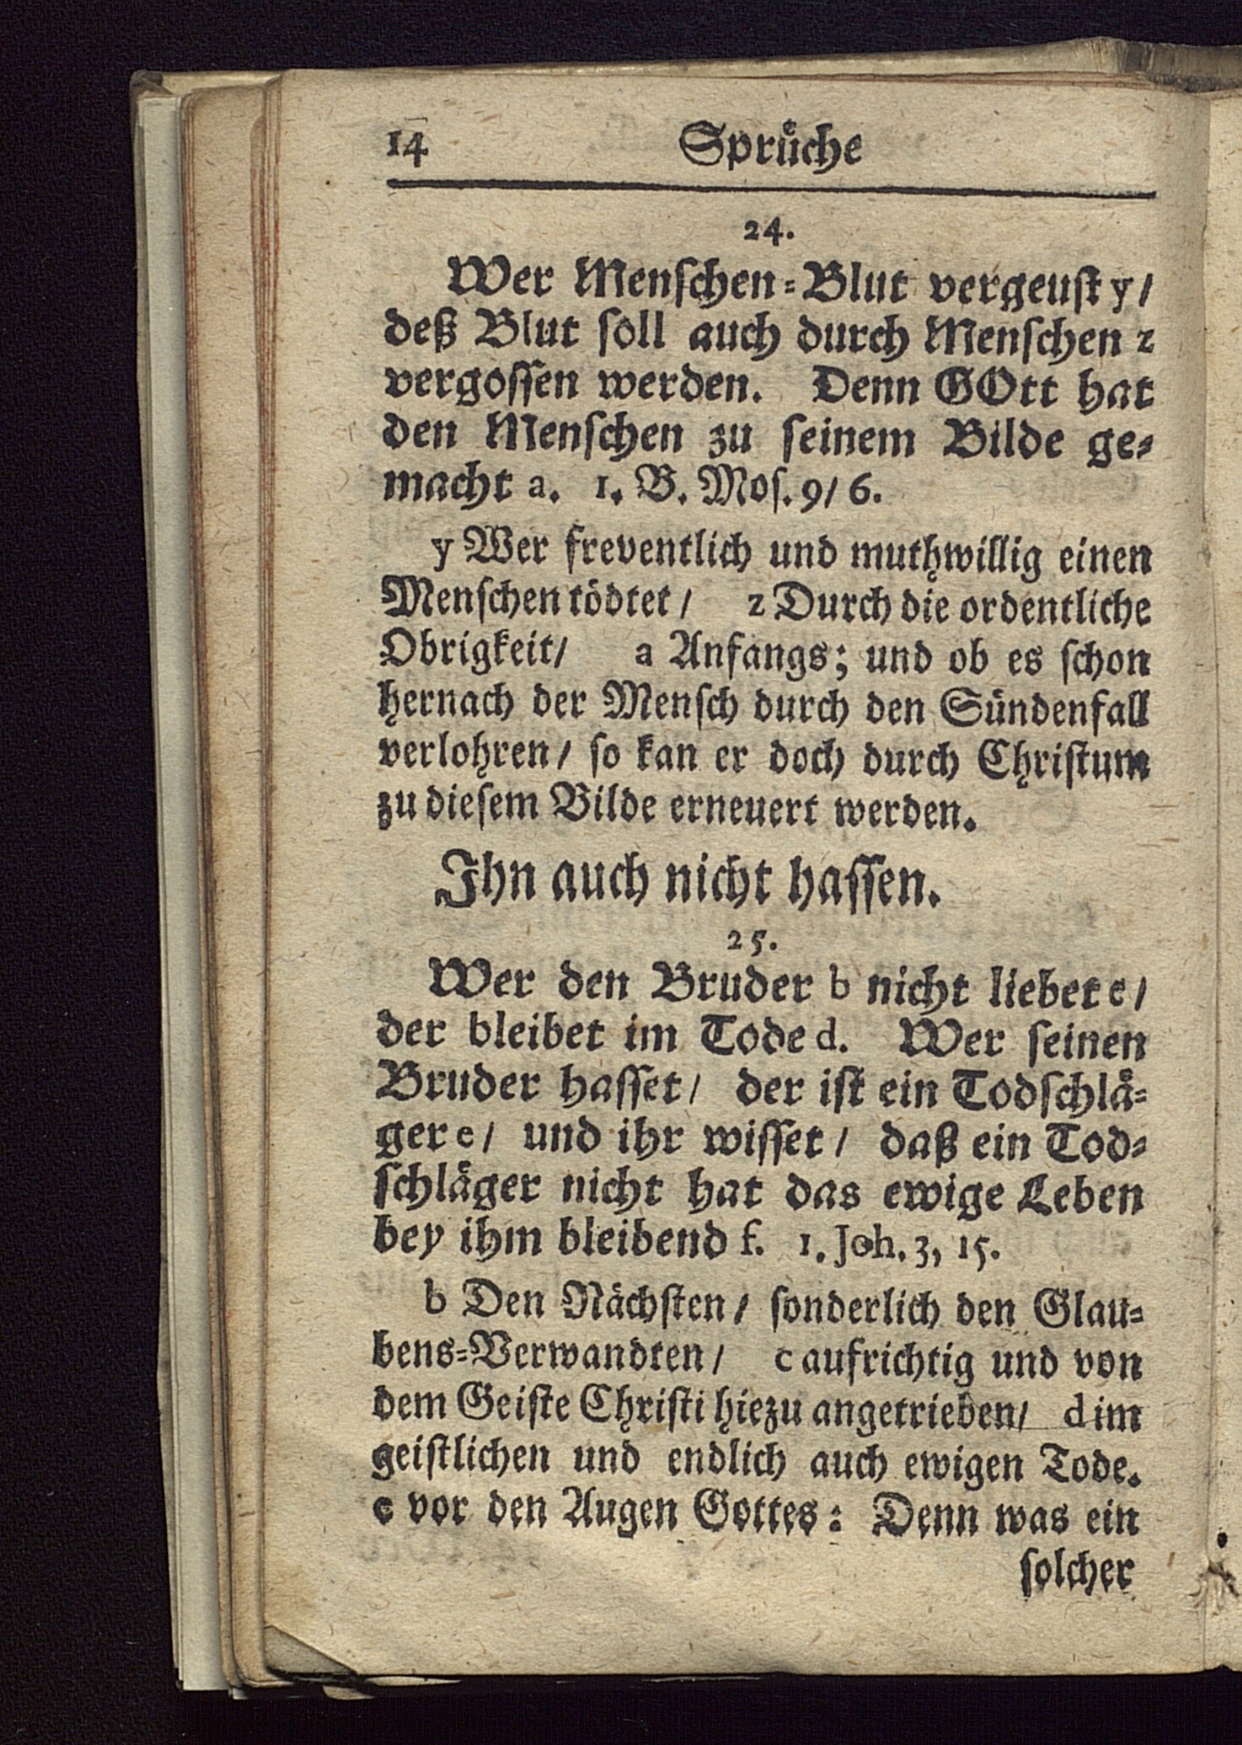 14 Sprüche
24.
Wer Menschen-Blut vergeust y/
deß Blut soll auch durch Menschen z
vergossen werden. Denn GOtt hat
den Menschen zu seinem Bilde ge-
macht a. 1. B. Mos. 9/ 6.
y Wer freventlich und muthwillig einen
Menschen tödtet/ z Durch die ordentliche
Obrigkeit/ a Anfangs; und ob es schon
hernach der Mensch durch den Sündenfall
verlohren/ so kan er doch durch Christum
zu diesem Bilde erneuert werden.
Ihn auch nicht hassen.
25.
Wer den Bruder b nicht liebet c/
der bleibet im Tode d. Wer seinen
Bruder hasset/ der ist ein Todschlä-
ger e/ und ihr wisset/ daß ein Tod-
schläger nicht hat das ewige Leben
bey ihm bleibend f. 1. Joh. 3, 15.
b Den Nächsten/ sonderlich den Glau-
bens-Verwandten/ c aufrichtig und von
dem Geiste Christi hiezu angetrieben/ d im
geistlichen und endlich auch ewigen Tode.
e vor den Augen Gottes: Denn was ein
solcher